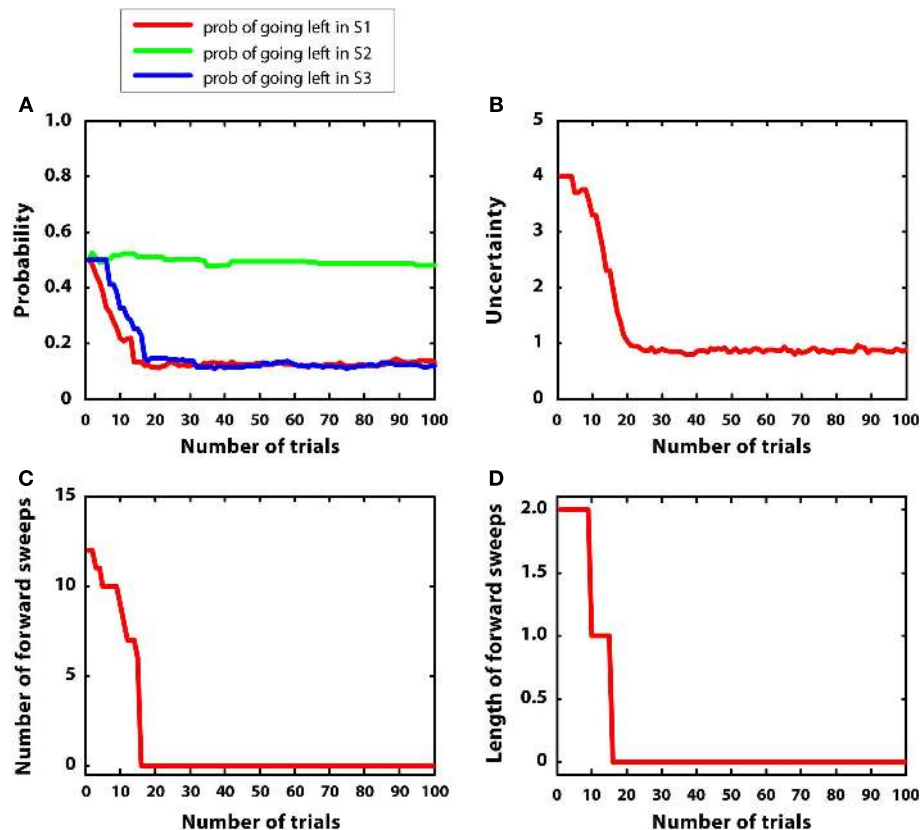 prob of going left in S1
prob of going left in S2
prob of going left in S3
A
1.0
0.8
0.6
0.4
0.2
0
Probability
0 10 20 30 40 50 60 70 80 90 100
Number of trials
B
5
4
3
2
1
0
Uncertainty
0 10 20 30 40 50 60 70 80 90 100
Number of trials
C
15
10
5
0
Number of forward sweeps
0 10 20 30 40 50 60 70 80 90 100
Number of trials
D
2.0
1.5
1.0
0.5
0
Length of forward sweeps
0 10 20 30 40 50 60 70 80 90 100
Number of trials